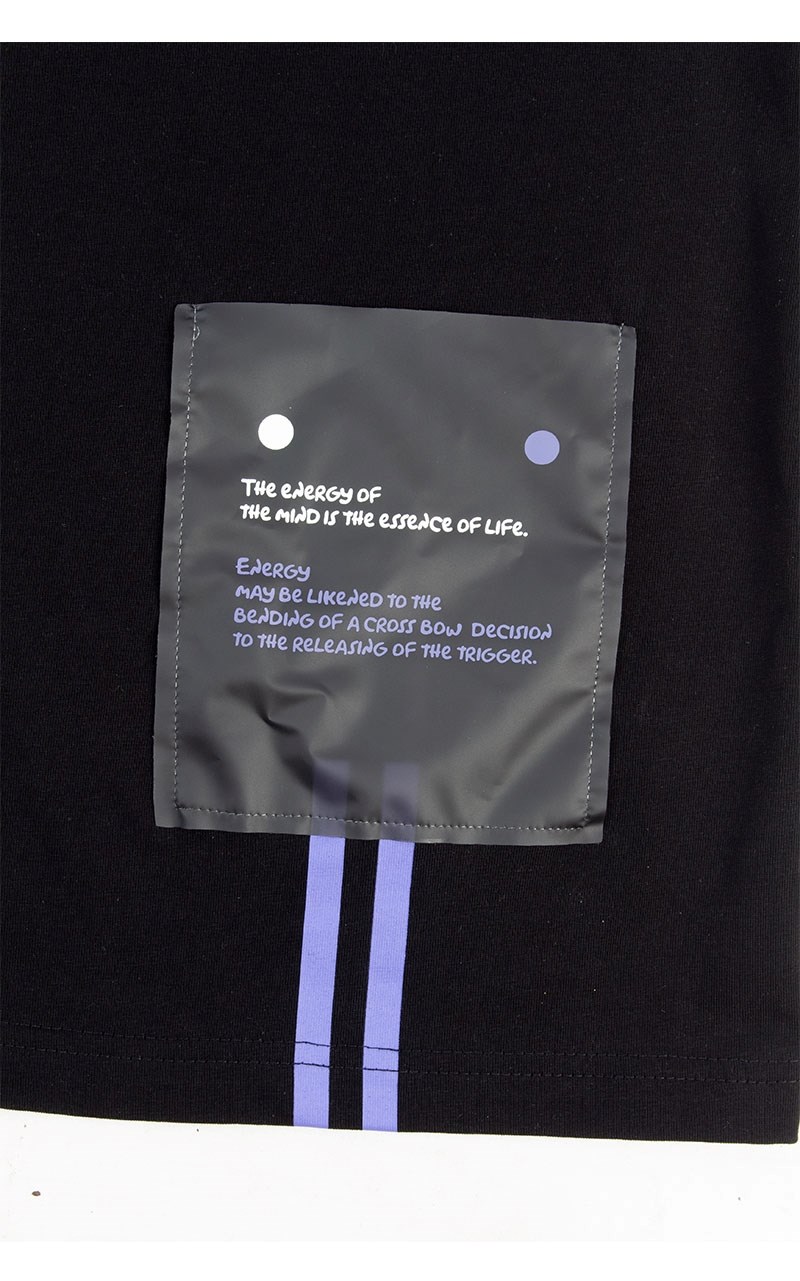 The energy of
the mind is the essence of life.
Energy
may be likened to the
bending of a cross bow decision
to the releasing of the trigger.